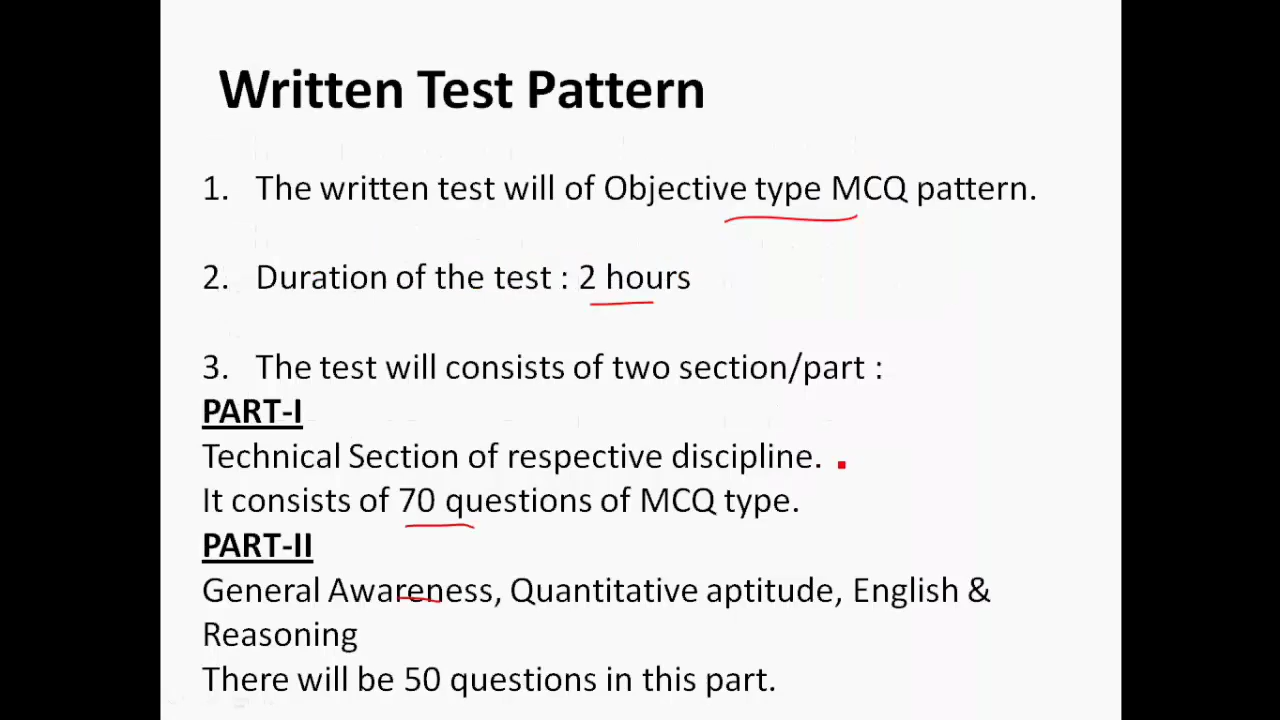 Written Test Pattern
1. The written test will of Objective type MCQ pattern.
2. Duration of the test : 2 hours
3. The test will consists of two section/part :
PART-I
Technical Section of respective discipline.
It consists of 70 questions of MCQ type.
PART-II
General Awareness, Quantitative aptitude, English &
Reasoning
There will be 50 questions in this part.